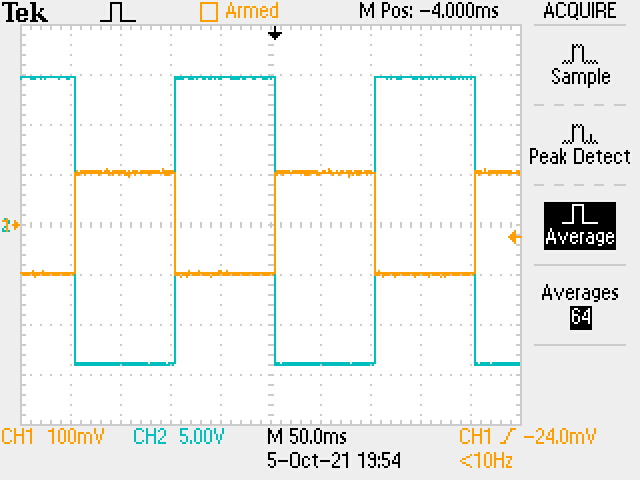 Tek Armed M Pos: -4.000ms ACQUIRE
Sample
Peak Detect
2
Average
Averages
64
CH1 100mV CH2 5.00V M 50.0ms CH1 -24.0mV
5-Oct-21 19:54 <10Hz